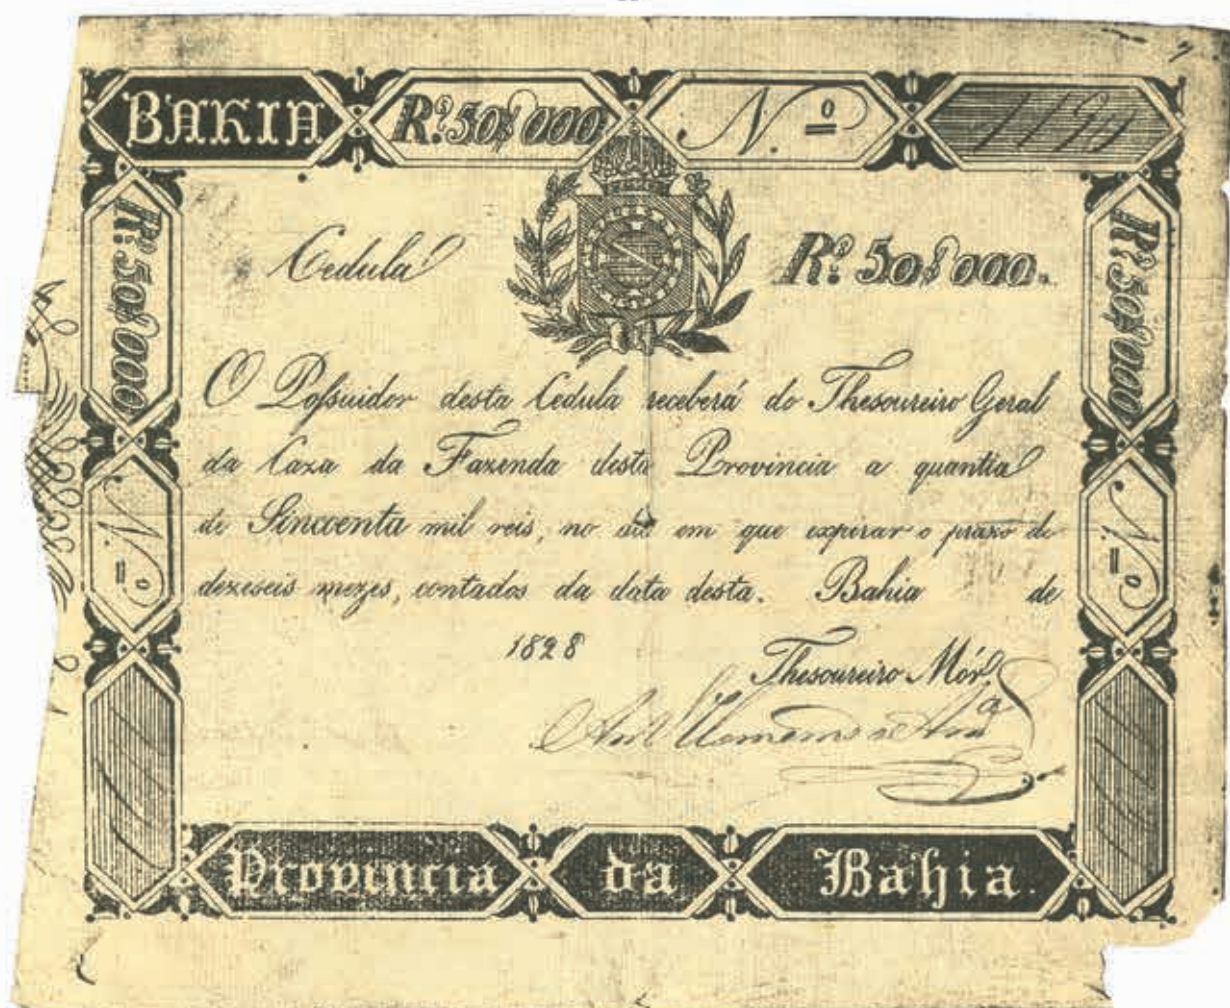 BAHIA Rˢ 50$000 N.º
Rˢ 50$000
Rˢ 50$000
Cedula Rˢ 50$000.
O Poſsuidor desta Cedula receberá do Thesoureiro Geral
da Caza da Fazenda desta Provincia a quantia
de Sincoenta mil reis, no dia em que expirar o prazo de
dezeseis mezes, contados da data desta. Bahia de
1828
Thesoureiro Mór
N.º
N.º
Provincia da Bahia.